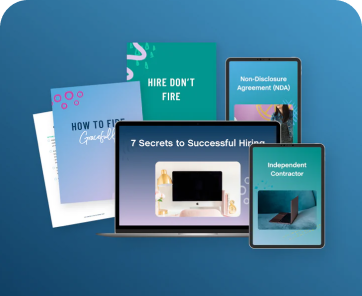 HIRE DON'T
FIRE
Non-Disclosure
Agreement (NDA)
HOW TO FIRE
Gracefully
7 Secrets to Successful Hiring
Independent
Contractor